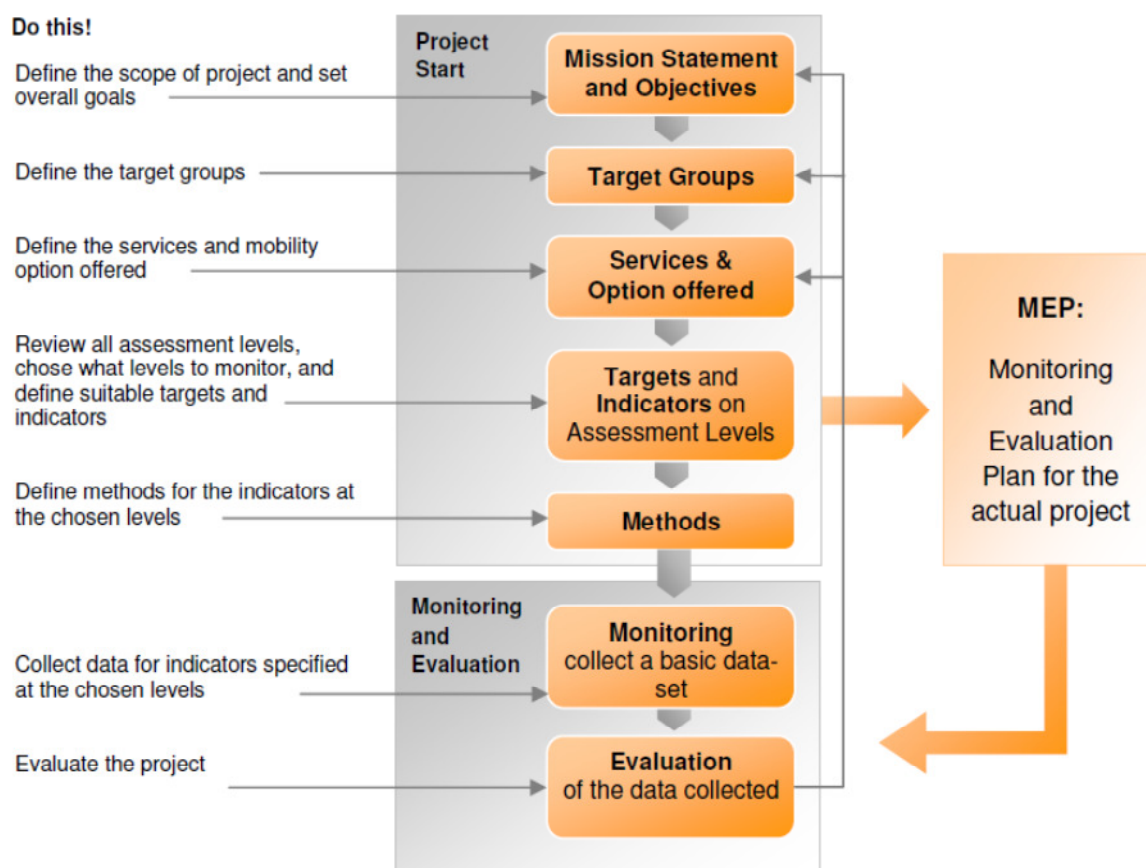 Do this!
Define the scope of project and set
overall goals
Define the target groups
Define the services and mobility
option offered
Review all assessment levels,
chose what levels to monitor, and
define suitable targets and
indicators
Define methods for the indicators at
the chosen levels
Collect data for indicators specified
at the chosen levels
Evaluate the project
Project
Start
Mission Statement
and Objectives
Target Groups
Services &
Option offered
Targets and
Indicators on
Assessment Levels
Methods
Monitoring
and
Evaluation
Monitoring
collect a basic data-
set
Evaluation
of the data collected
MEP:
Monitoring
and
Evaluation
Plan for the
actual project